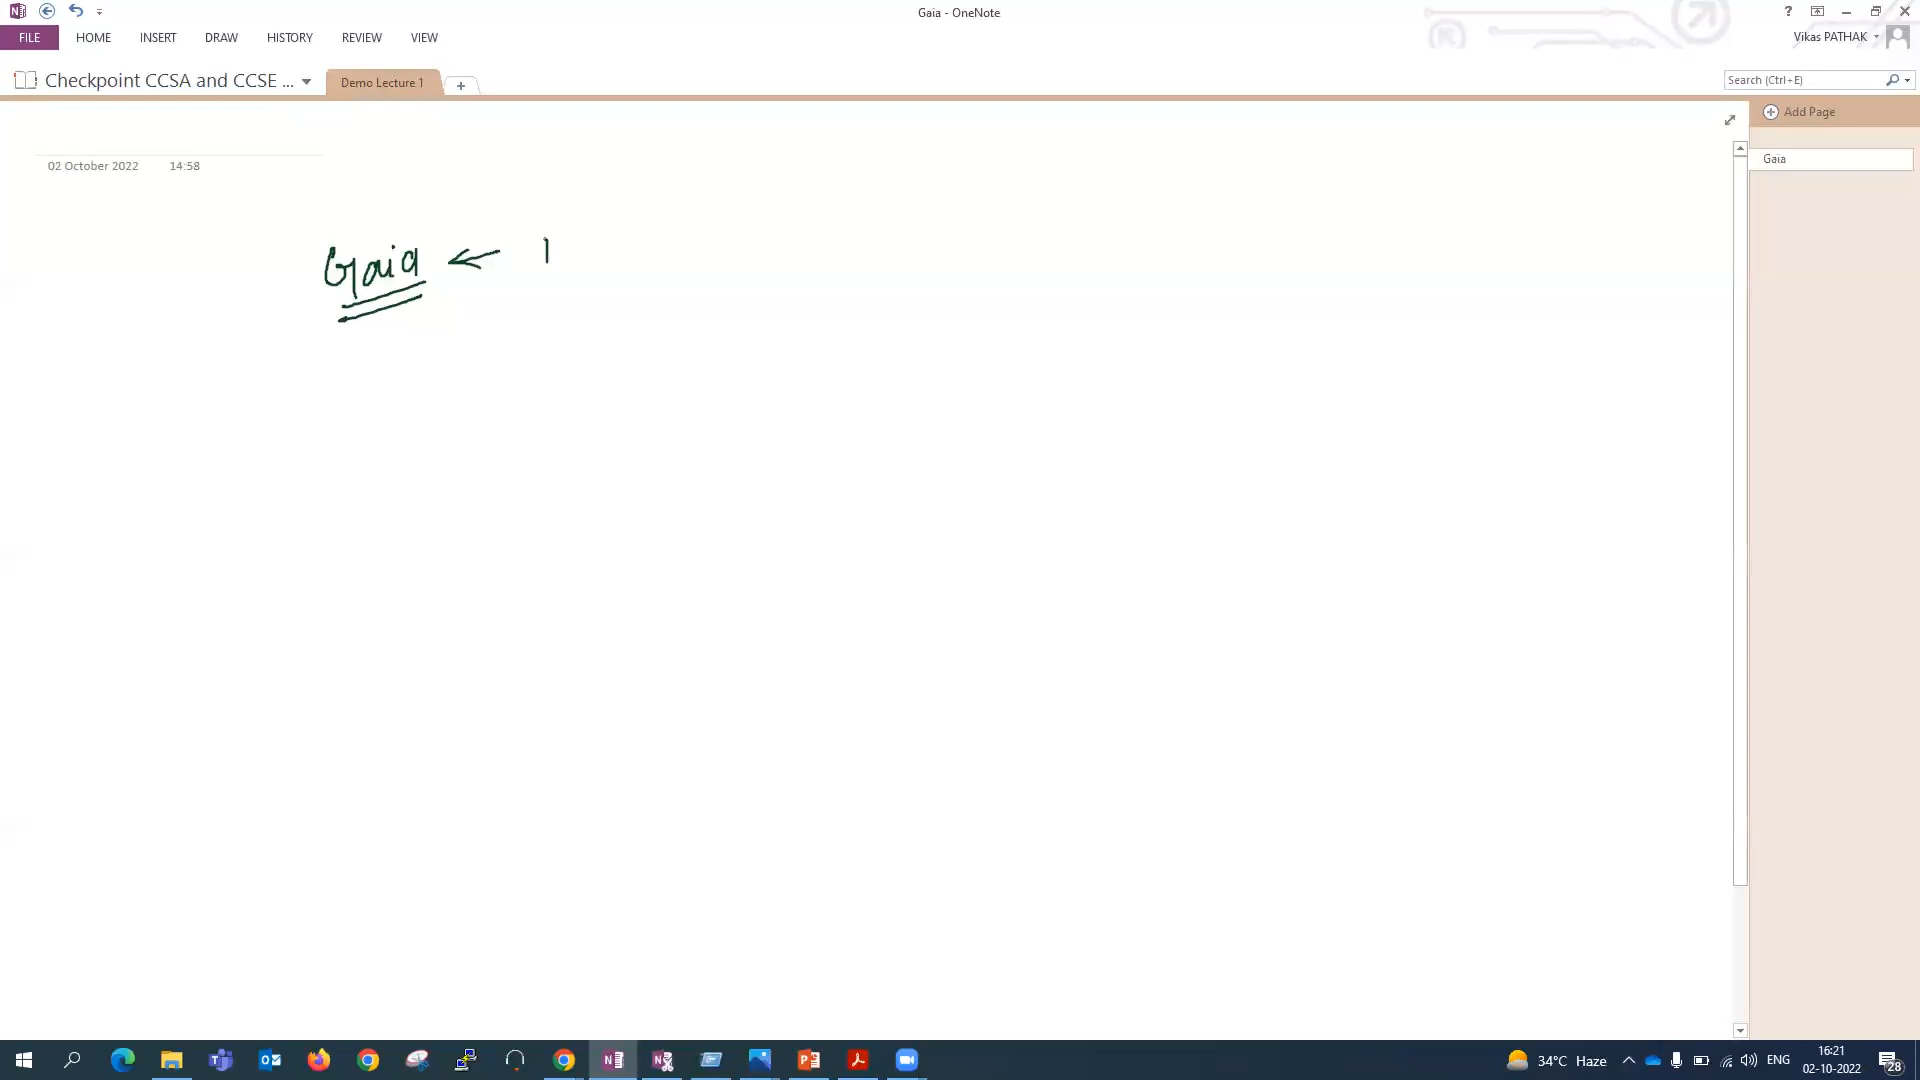 Gaia - OneNote
?
FILE HOME INSERT DRAW HISTORY REVIEW VIEW
Vikas PATHAK
Checkpoint CCSA and CCSE ... Demo Lecture 1 +
Search (Ctrl+E)
Add Page
02 October 2022 14:58
Gaia
Gaia ←
34°C Haze ENG 16:21
02-10-2022 28